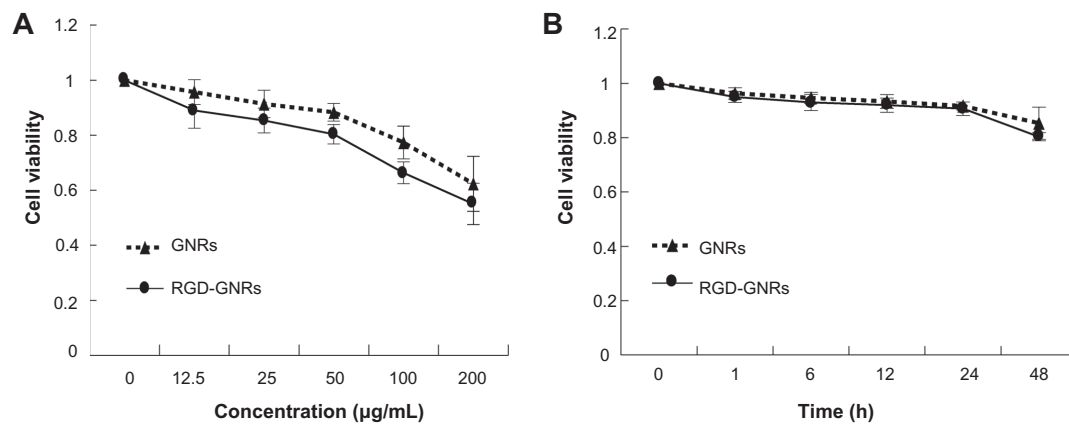 A
1.2
1
0.8
0.6
0.4
0.2
0
Cell viability
GNRs
RGD-GNRs
0 12.5 25 50 100 200
Concentration (µg/mL)
B
1.2
1
0.8
0.6
0.4
0.2
0
Cell viability
GNRs
RGD-GNRs
0 1 6 12 24 48
Time (h)